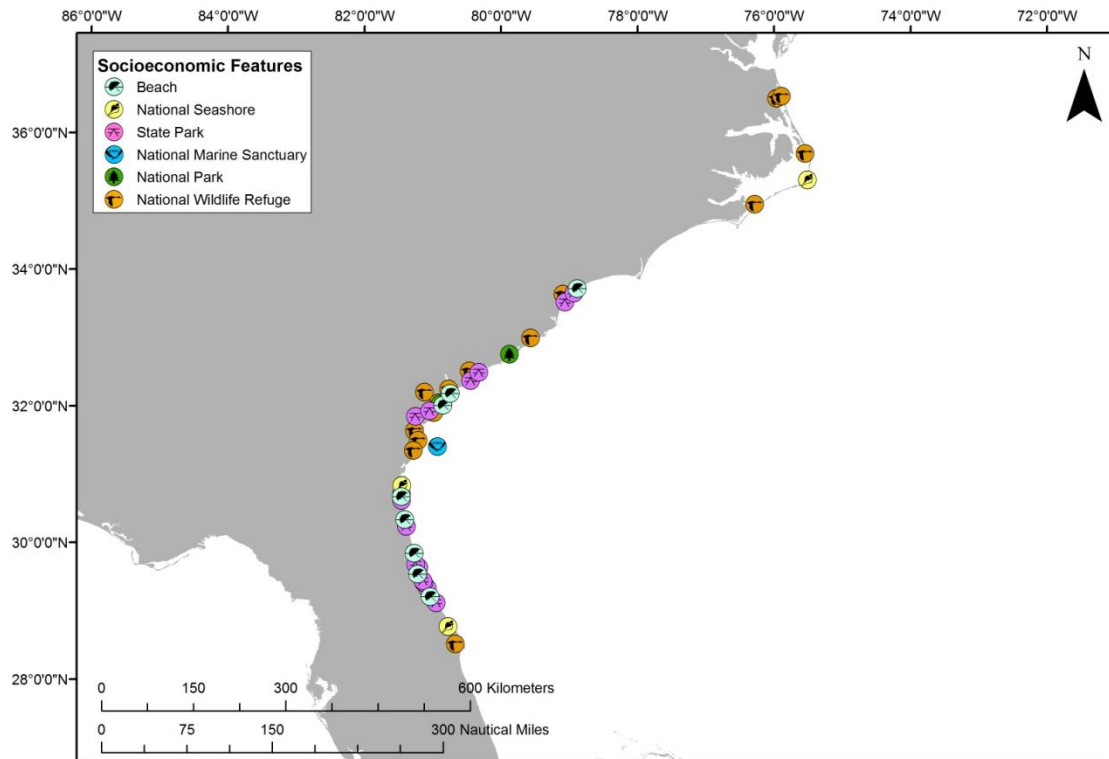 86°0'0"W 84°0'0"W 82°0'0"W 80°0'0"W 78°0'0"W 76°0'0"W 74°0'0"W 72°0'0"W
Socioeconomic Features
Beach
National Seashore
State Park
National Marine Sanctuary
National Park
National Wildlife Refuge
N
36°0'0"N
34°0'0"N
32°0'0"N
30°0'0"N
28°0'0"N
0 150 300 600 Kilometers
0 75 150 300 Nautical Miles